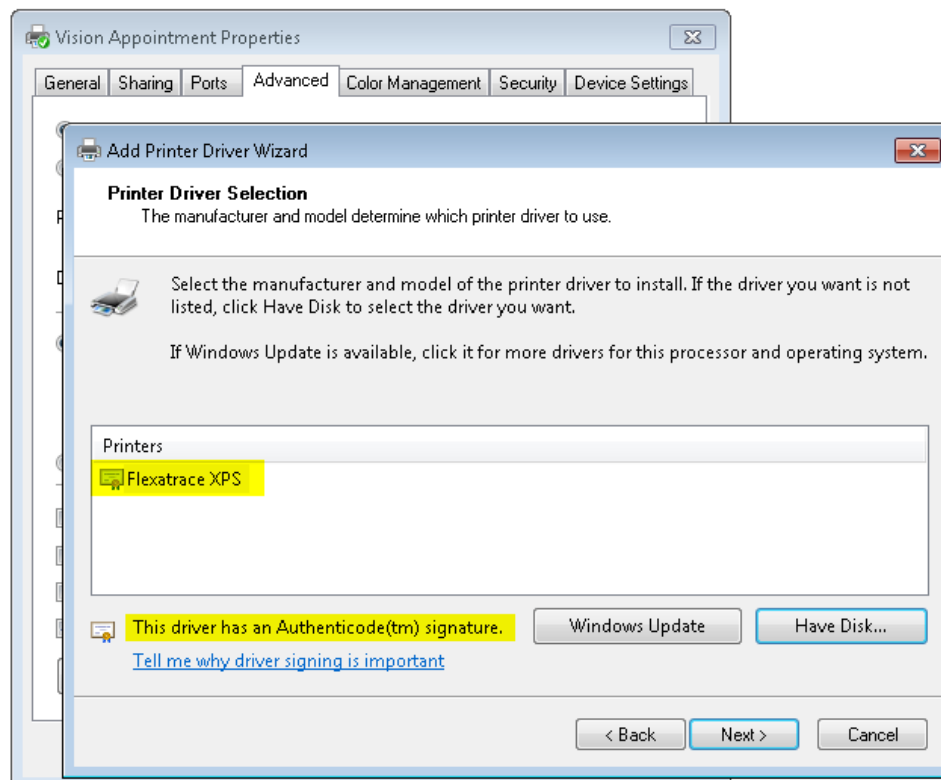 Vision Appointment Properties
General Sharing Ports Advanced Color Management Security Device Settings
Add Printer Driver Wizard
Printer Driver Selection
The manufacturer and model determine which printer driver to use.
Select the manufacturer and model of the printer driver to install. If the driver you want is not
listed, click Have Disk to select the driver you want.
If Windows Update is available, click it for more drivers for this processor and operating system.
Printers
Flexatrace XPS
This driver has an Authenticode(tm) signature.
Windows Update
Have Disk...
Tell me why driver signing is important
< Back
Next >
Cancel